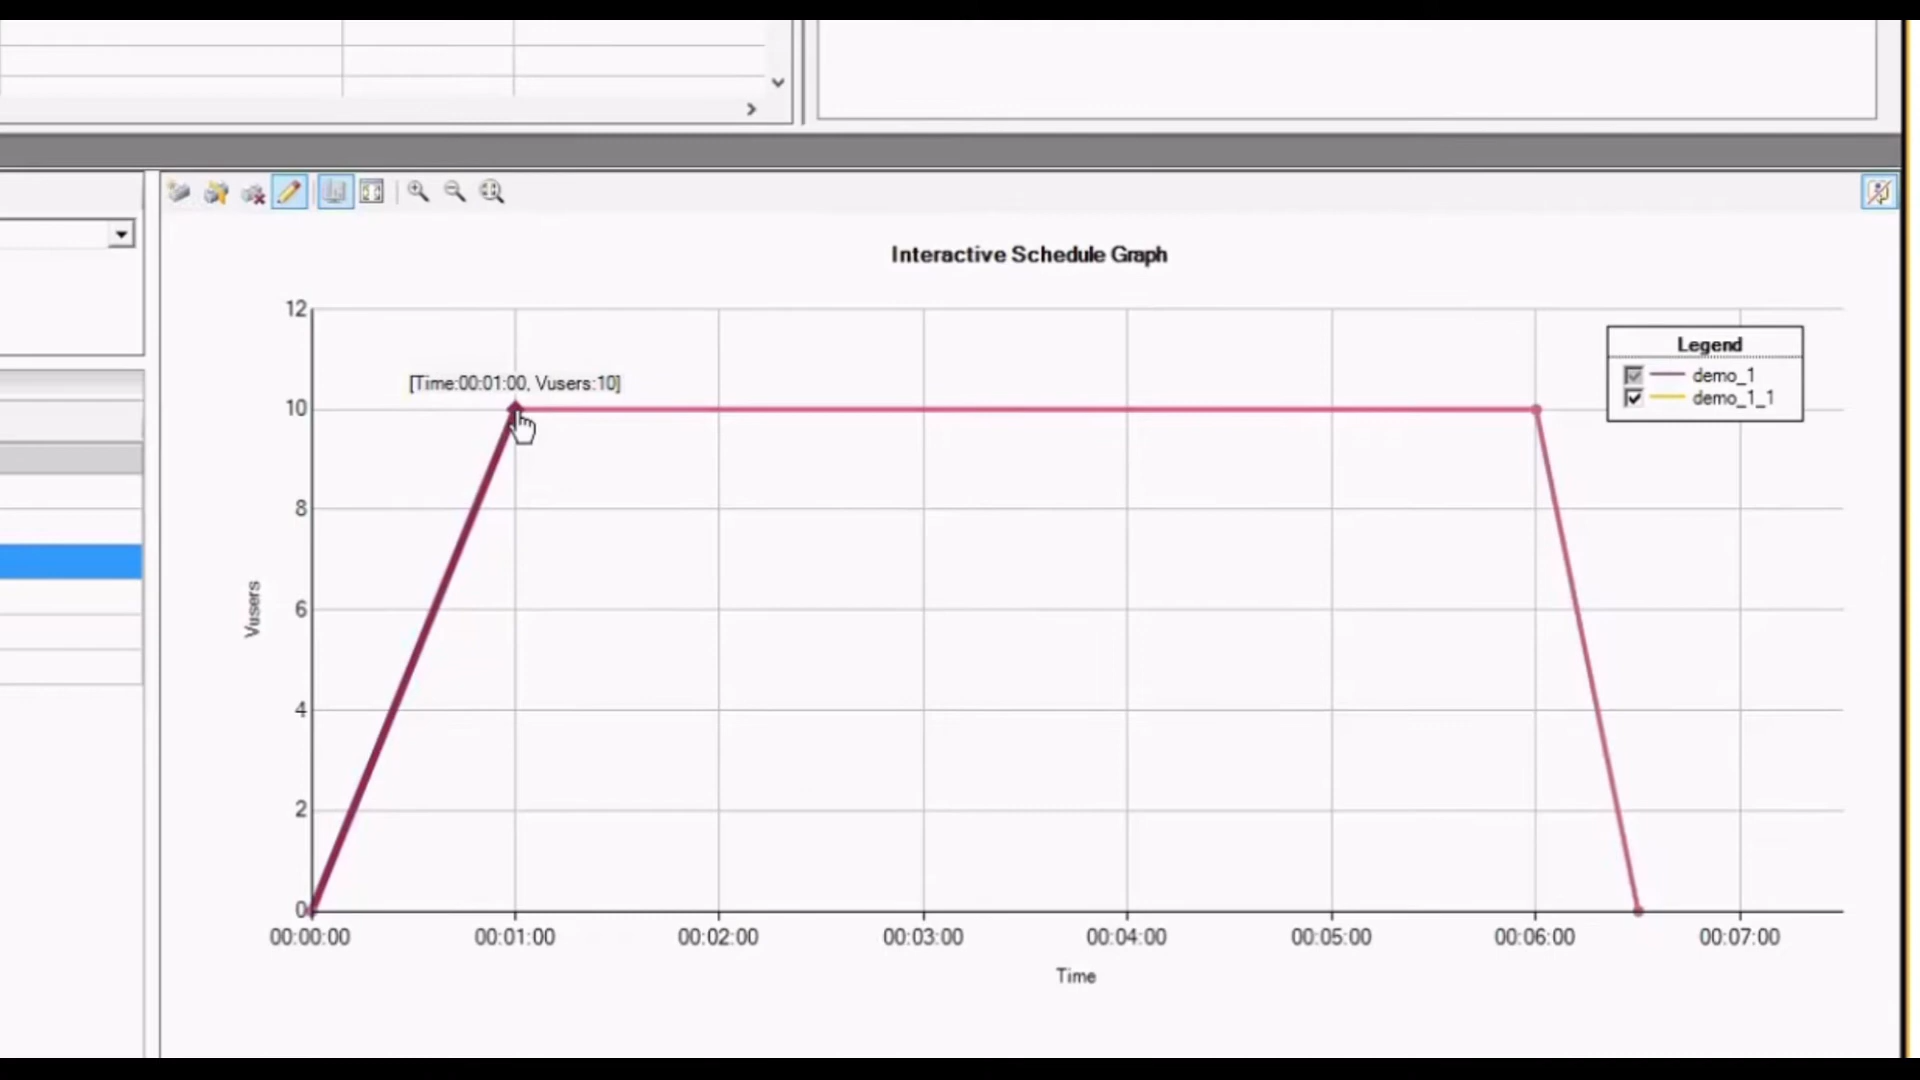 Interactive Schedule Graph
12
Legend
demo_1
demo_1_1
[Time:00:01:00, Vusers:10]
10
8
6
Vusers
4
2
0
00:00:00 00:01:00 00:02:00 00:03:00 00:04:00 00:05:00 00:06:00 00:07:00
Time